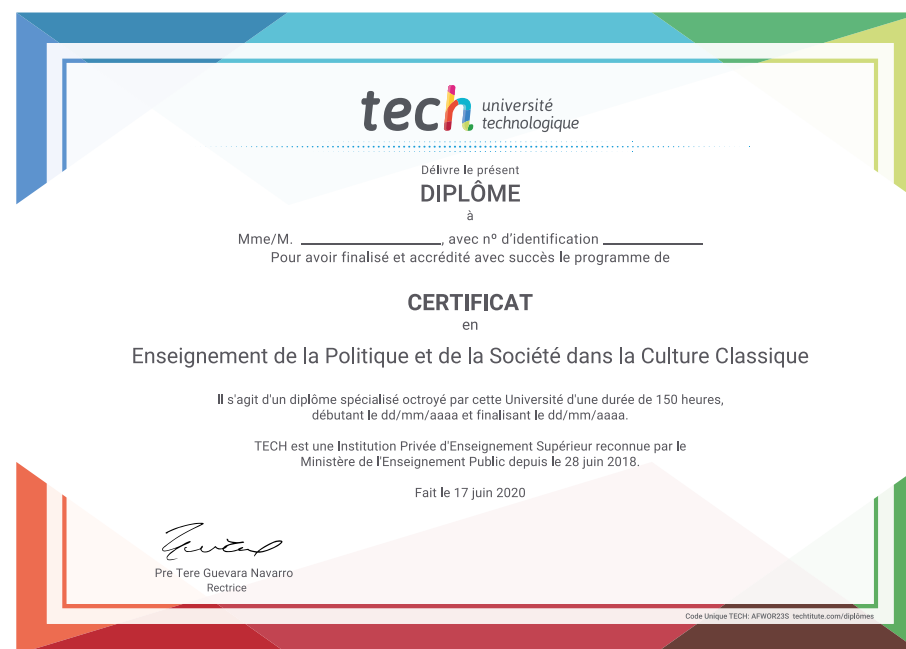 tech université
technologique
Délivre le présent
DIPLÔME
à
Mme/M. ____________________, avec nº d'identification ______________
Pour avoir finalisé et accrédité avec succès le programme de
CERTIFICAT
en
Enseignement de la Politique et de la Société dans la Culture Classique
Il s'agit d'un diplôme spécialisé octroyé par cette Université d'une durée de 150 heures,
débutant le dd/mm/aaaa et finalisant le dd/mm/aaaa.
TECH est une Institution Privée d'Enseignement Supérieur reconnue par le
Ministère de l'Enseignement Public depuis le 28 juin 2018.
Fait le 17 juin 2020
Pre Tere Guevara Navarro
Rectrice
Code Unique TECH: AFWOR23S techtitute.com/diplômes